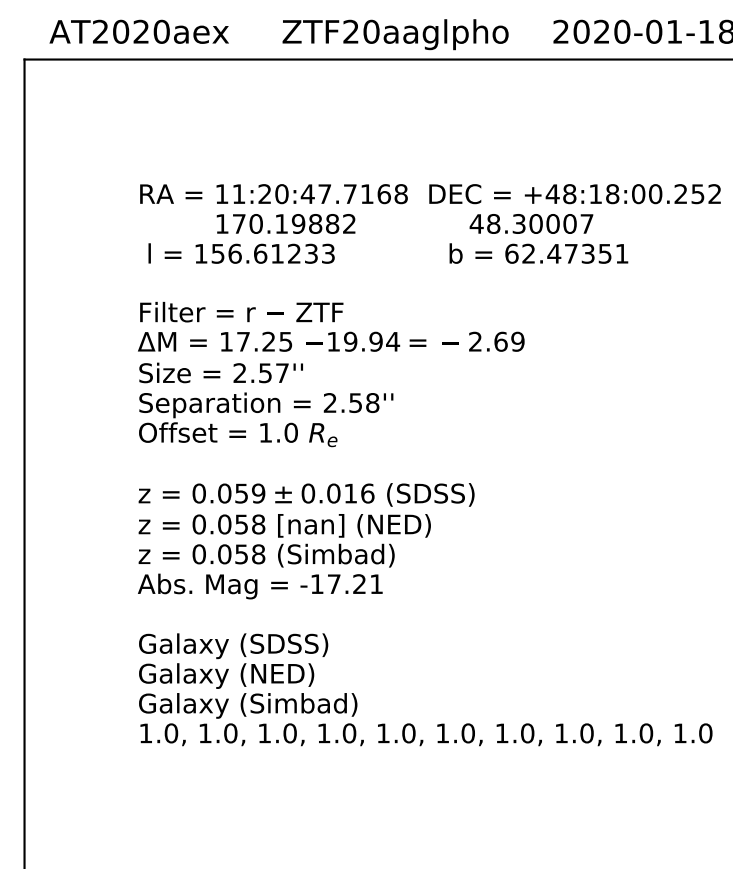 AT2020aex ZTF20aaglpho 2020-01-18
RA = 11:20:47.7168 DEC = +48:18:00.252
170.19882 48.30007
l = 156.61233 b = 62.47351
Filter = r − ZTF
ΔM = 17.25 −19.94 = − 2.69
Size = 2.57''
Separation = 2.58''
Offset = 1.0 Rₑ
z = 0.059 ± 0.016 (SDSS)
z = 0.058 [nan] (NED)
z = 0.058 (Simbad)
Abs. Mag = -17.21
Galaxy (SDSS)
Galaxy (NED)
Galaxy (Simbad)
1.0, 1.0, 1.0, 1.0, 1.0, 1.0, 1.0, 1.0, 1.0, 1.0